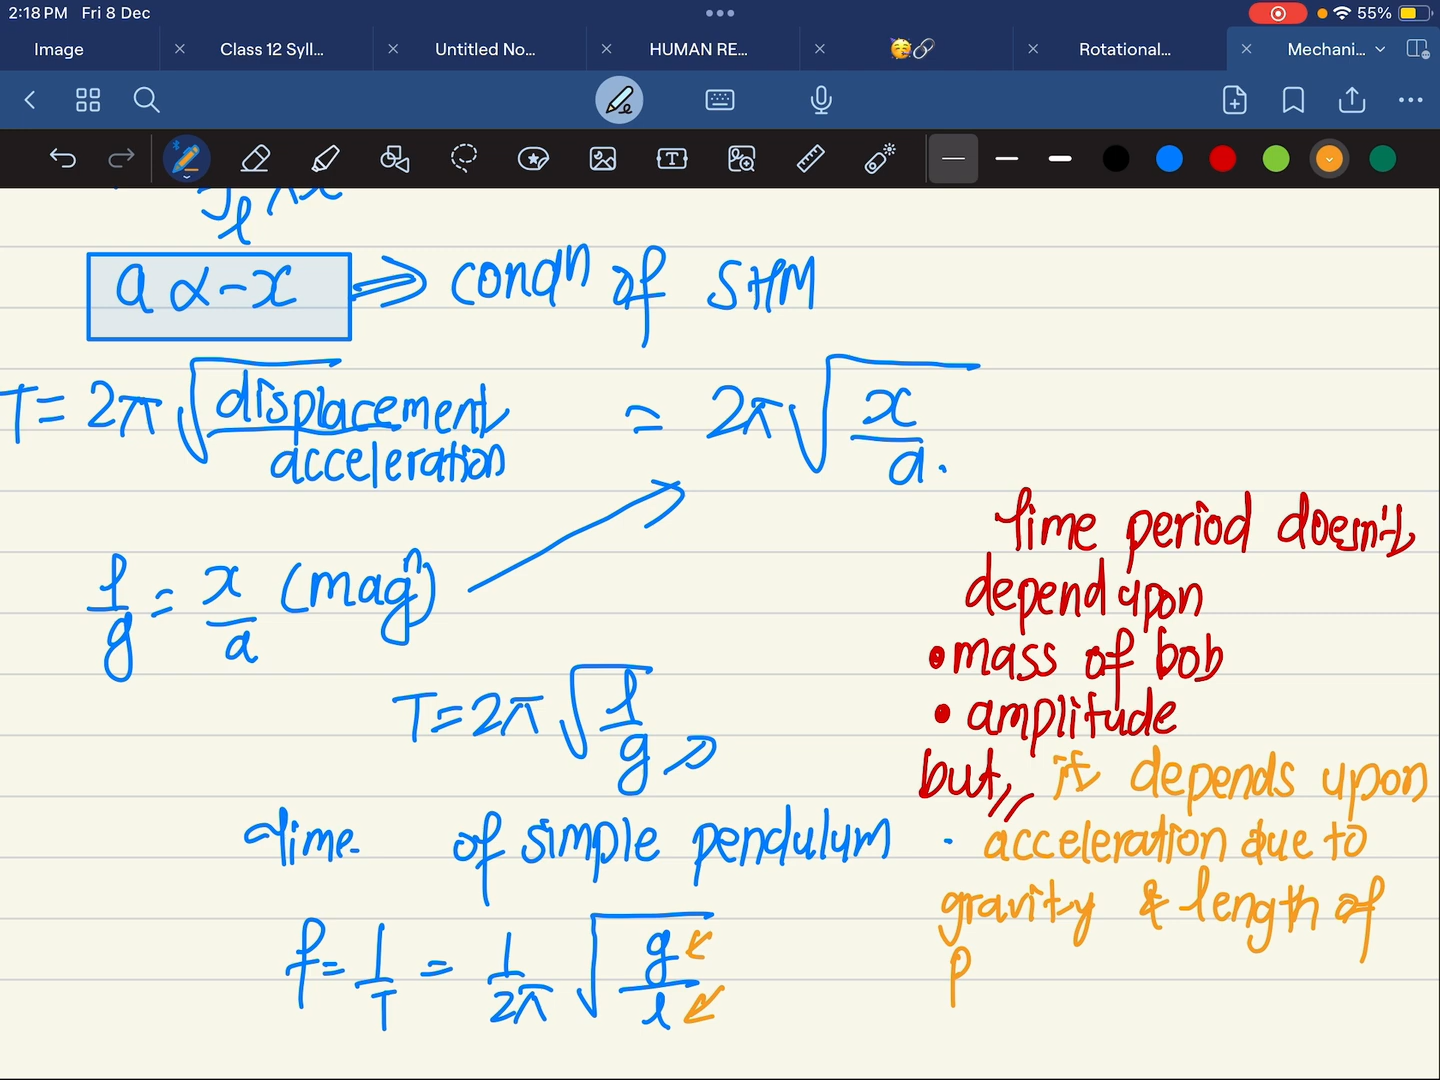 2:18 PM Fri 8 Dec
55%
Image
Class 12 Syll...
Untitled No...
HUMAN RE...
Rotational...
Mechani...
T
a α - x ⇒ condⁿ of SHM
T = 2π √(displacement / acceleration) = 2π √(x / a).
l/g = x/a (magⁿ)
T = 2π √(l/g)
time of simple pendulum
f = 1/T = 1/2π √(g/l)
time period doesn't
depend upon
• mass of bob
• amplitude
but,, it depends upon
· acceleration due to
gravity & length of
P